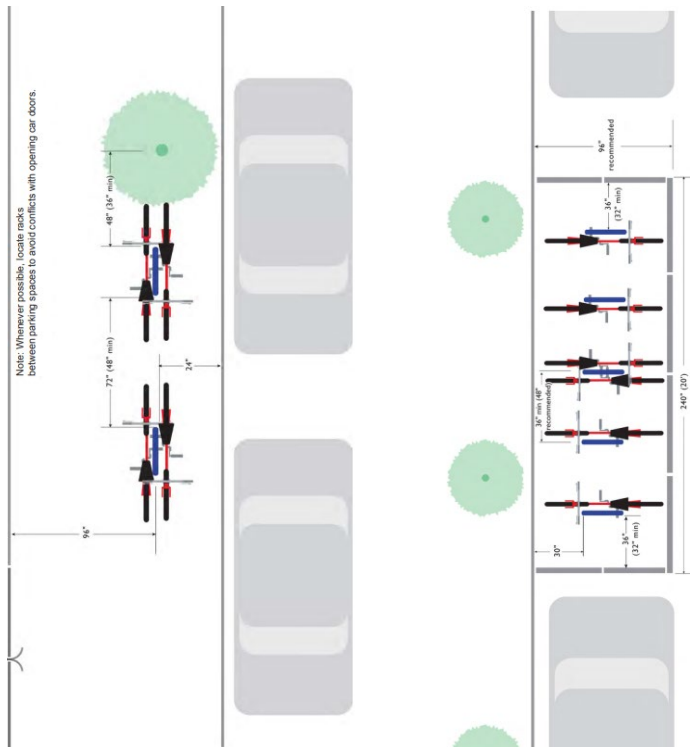 Note: Whenever possible, locate racks
between parking spaces to avoid conflicts with opening car doors.
48" (36" min)
72" (48" min)
24"
96"
96"
recommended
36"
(32" min)
240" (20')
36" min (48"
recommended)
30"
36"
(32" min)